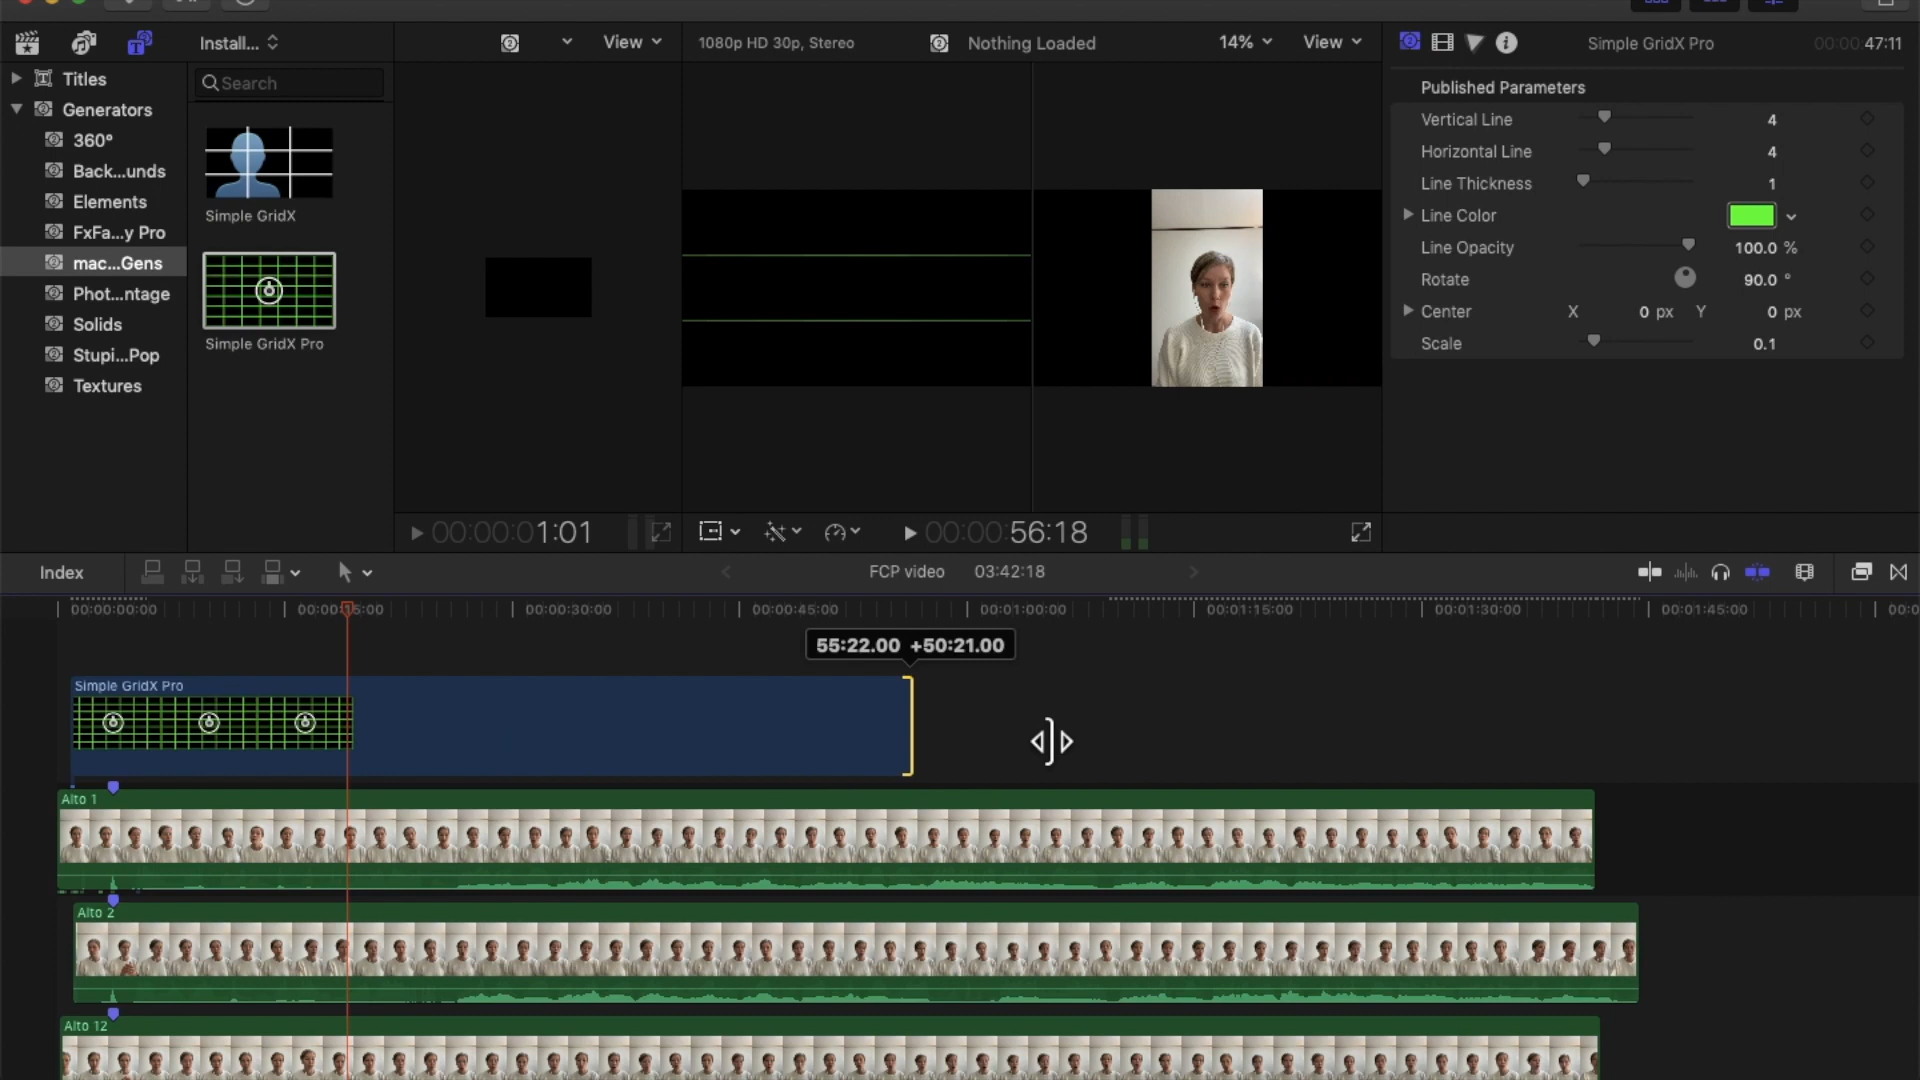 Install...
View
1080p HD 30p, Stereo
Nothing Loaded
14%
View
Simple GridX Pro
00:00:47:11
Titles
Search
Published Parameters
Generators
Vertical Line
4
360°
Horizontal Line
4
Back...unds
Line Thickness
1
Elements
Simple GridX
Line Color
FxFa...y Pro
Line Opacity
100.0 %
mac...Gens
Rotate
90.0 °
Phot...ntage
Center
X
0 px
Y
0 px
Solids
Simple GridX Pro
Scale
0.1
Stupi...Pop
Textures
00:00:01:01
00:00:56:18
Index
FCP video
03:42:18
00:00:00:00
00:00:15:00
00:00:30:00
00:00:45:00
00:01:00:00
00:01:15:00
00:01:30:00
00:01:45:00
55:22.00 +50:21.00
Simple GridX Pro
Alto 1
Alto 2
Alto 12